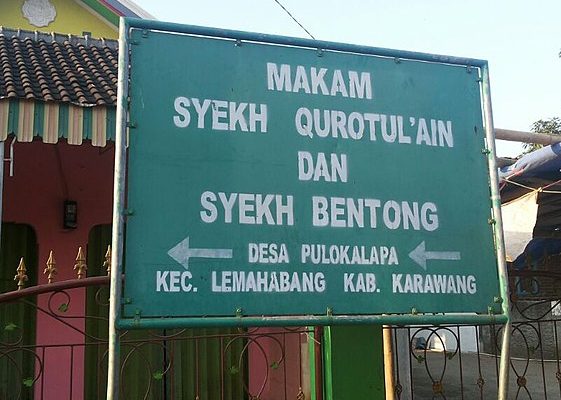 MAKAM
SYEKH QUROTUL'AIN
DAN
SYEKH BENTONG
DESA PULOKALAPA
KEC. LEMAHABANG KAB. KARAWANG